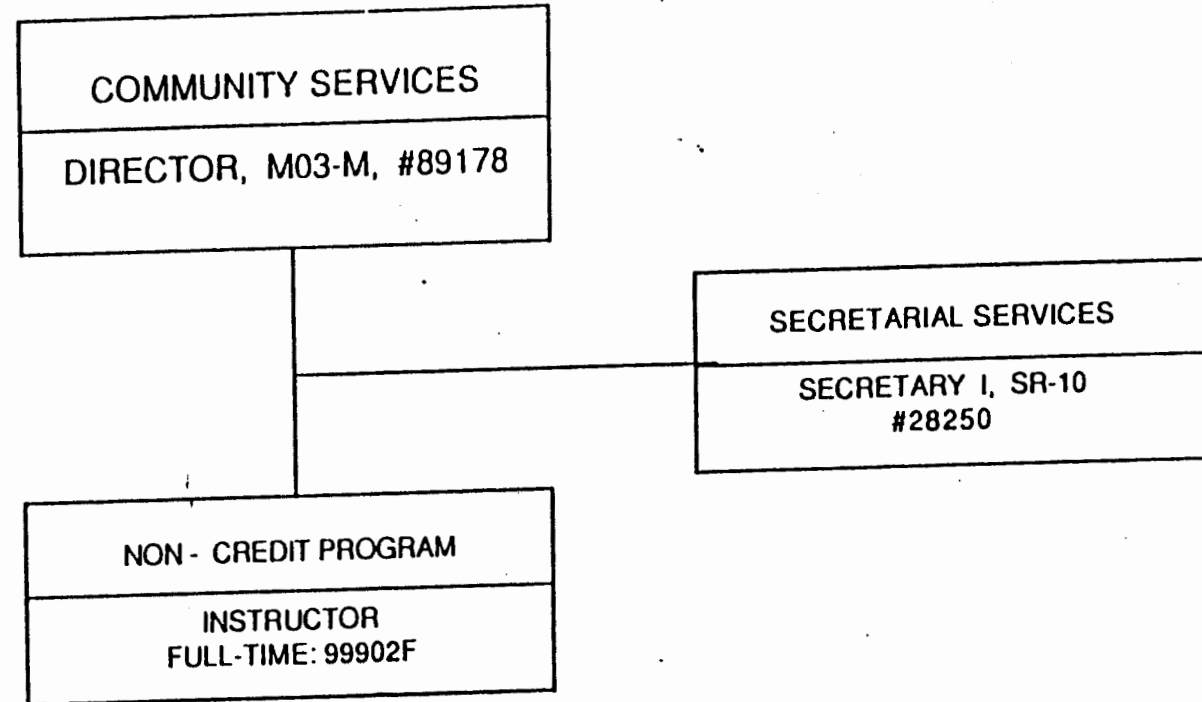 COMMUNITY SERVICES
DIRECTOR, M03-M, #89178
SECRETARIAL SERVICES
SECRETARY I, SR-10
#28250
NON - CREDIT PROGRAM
INSTRUCTOR
FULL-TIME: 99902F